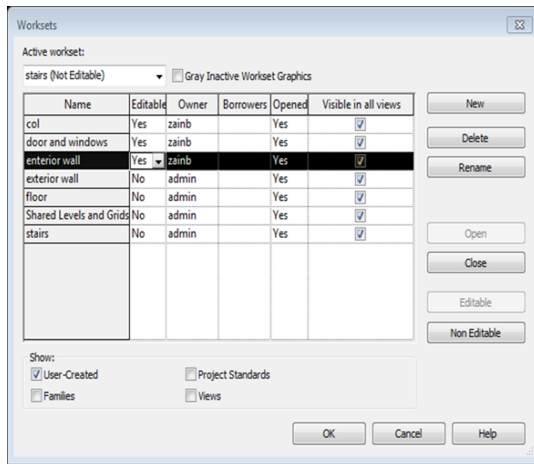 Worksets
Active workset:
stairs (Not Editable)
Gray Inactive Workset Graphics
Name Editable Owner Borrowers Opened Visible in all views
col Yes zainb Yes
door and windows Yes zainb Yes
enterior wall Yes zainb Yes
exterior wall No admin Yes
floor No admin Yes
Shared Levels and Grids No admin Yes
stairs No admin Yes
New
Delete
Rename
Open
Close
Editable
Non Editable
Show:
User-Created Project Standards
Families Views
OK Cancel Help